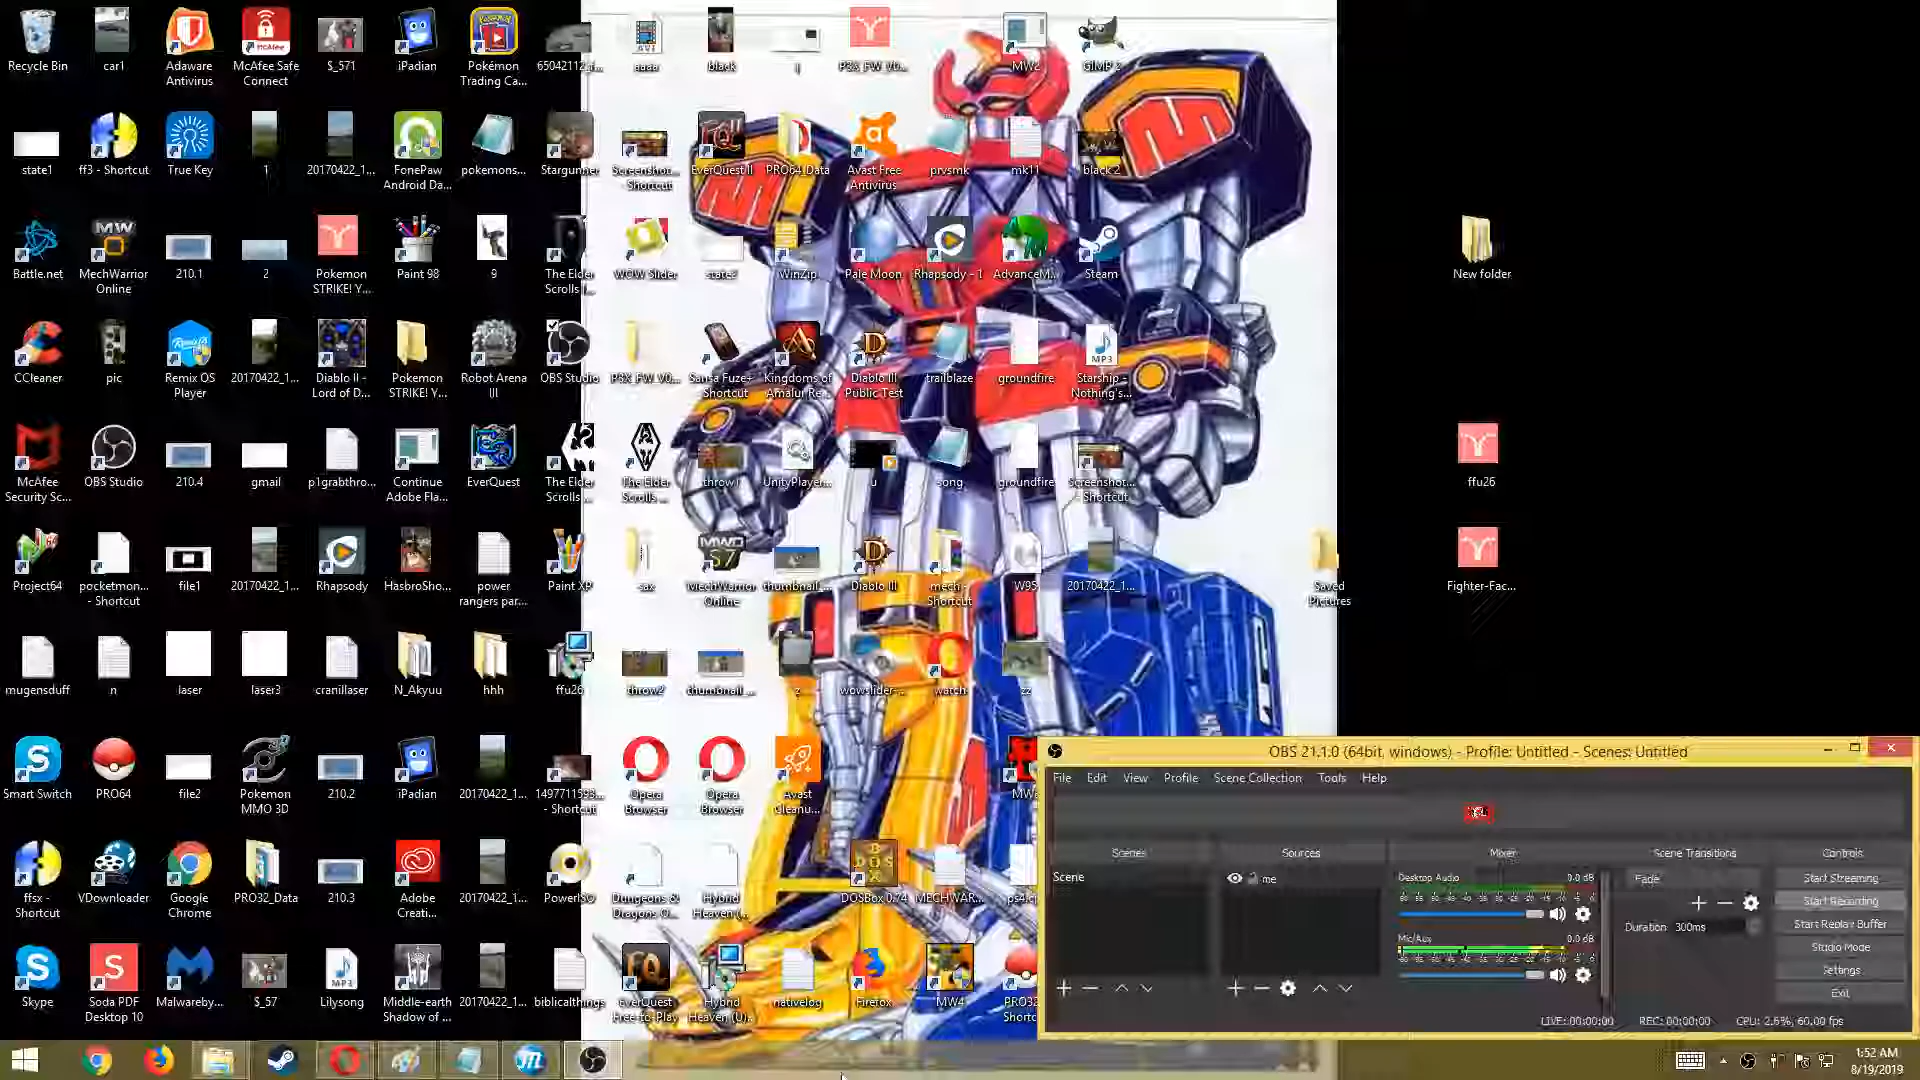 Recycle Bin
car1
Adaware
Antivirus
McAfee Safe
Connect
$_571
iPadian
Pokémon
Trading Ca...
aaaa
black
MW2
GIMP 2
state1
ff3 - Shortcut
True Key
1
20170422_1...
FonePaw
Android Da...
pokemons...
Stargunner
Screenshot...
- Shortcut
EverQuest II
PRO64_Data
Avast Free
Antivirus
prvsmk
mk11
black 2
Battle.net
MechWarrior
Online
210.1
2
Pokemon
STRIKE! Y...
Paint 98
9
The Elder
Scrolls I...
WOW Slider
state2
WinZip
Pale Moon
Rhapsody - 1
AdvanceM...
Steam
New folder
CCleaner
pic
Remix OS
Player
20170422_1...
Diablo II -
Lord of D...
Pokemon
STRIKE! Y...
Robot Arena
III
OBS Studio
Sansa Fuze+
- Shortcut
Kingdoms of
Amalur Re...
Diablo III
Public Test
trailblaze
groundfire
Starship -
Nothing's...
McAfee
Security Sc...
OBS Studio
210.4
gmail
p1grabthro...
Continue
Adobe Fla...
EverQuest
The Elder
Scrolls ...
The Elder
Scrolls ...
throw1
UnityPlayer...
u
song
groundfire
Screenshot...
- Shortcut
ffu26
Project64
pocketmon...
- Shortcut
file1
20170422_1...
Rhapsody
HasbroSho...
power
rangers par...
Paint XP
sax
MechWarrior
Online
thumbnail_...
Diablo III
mech -
Shortcut
W95
20170422_1...
Saved
Pictures
Fighter-Fac...
mugensduff
n
laser
laser3
cranillaser
N_Akyuu
hhh
ffu26
throw2
thumbnail_...
z
wowslider-...
watch
zz
Smart Switch
PRO64
file2
Pokemon
MMO 3D
210.2
iPadian
20170422_1...
1497711593...
- Shortcut
Opera
Browser
Opera
Browser
Avast
Cleanu...
OBS 21.1.0 (64bit, windows) - Profile: Untitled - Scenes: Untitled
File Edit View Profile Scene Collection Tools Help
Scenes Sources Mixer Scene Transitions Controls
Scene
me
Desktop Audio 0.0 dB
Mic/Aux 0.0 dB
Fade
Duration 300ms
Start Streaming
Start Recording
Start Replay Buffer
Studio Mode
Settings
Exit
LIVE: 00:00:00 REC: 00:00:00 CPU: 2.6%, 60.00 fps
ffsx -
Shortcut
VDownloader
Google
Chrome
PRO32_Data
210.3
Adobe
Creati...
20170422_1...
PowerISO
Dungeons &
Dragons O...
Hybrid
Heaven (...
DOSBox 0.74
MECHWAR...
Skype
Soda PDF
Desktop 10
Malwareby...
$_57
Lilysong
Middle-earth
Shadow of ...
20170422_1...
biblicalthings
EverQuest
Free-to-Play
Hybrid
Heaven (U)...
nativelog
Firefox
MW4
1:52 AM
8/19/2019